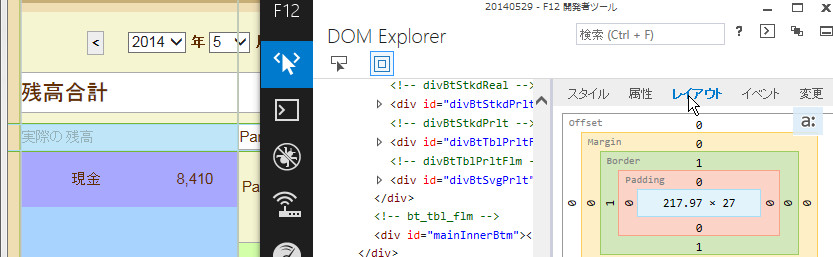 < 2014 年 5 月
残高合計
実際の残高 Par
現金 8,410 Pa
F12
20140529 - F12 開発者ツール
DOM Explorer
検索 (Ctrl + F)
?
<!-- divBtStkdReal -->
<div id="divBtStkdPrlt
<!-- divBtStkdPrlt -->
<div id="divBtTblPrltF
<!-- divBtTblPrltFlm -
<div id="divBtSvgPrlt"
</div>
<!-- bt_tbl_flm -->
<div id="mainInnerBtm"><
</div>
スタイル 属性 レイアウト イベント 変更
a:
Offset 0
Margin 0
Border 1
Padding 0
0 0 1 0 217.97 × 27 0 0 0
0
1